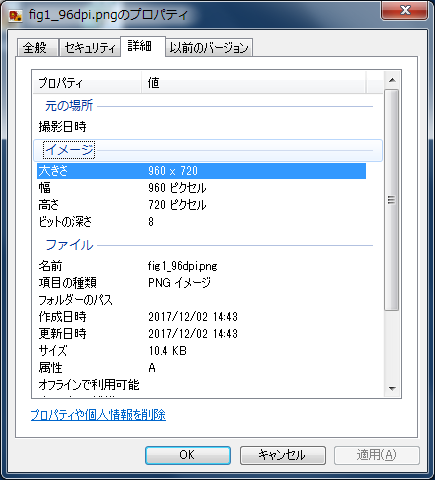 fig1_96dpi.pngのプロパティ
全般 セキュリティ 詳細 以前のバージョン
プロパティ 値
元の場所
撮影日時
イメージ
大きさ 960 x 720
幅 960 ピクセル
高さ 720 ピクセル
ビットの深さ 8
ファイル
名前 fig1_96dpi.png
項目の種類 PNG イメージ
フォルダーのパス
作成日時 2017/12/02 14:43
更新日時 2017/12/02 14:43
サイズ 10.4 KB
属性 A
オフラインで利用可能
プロパティや個人情報を削除
OK キャンセル 適用(A)